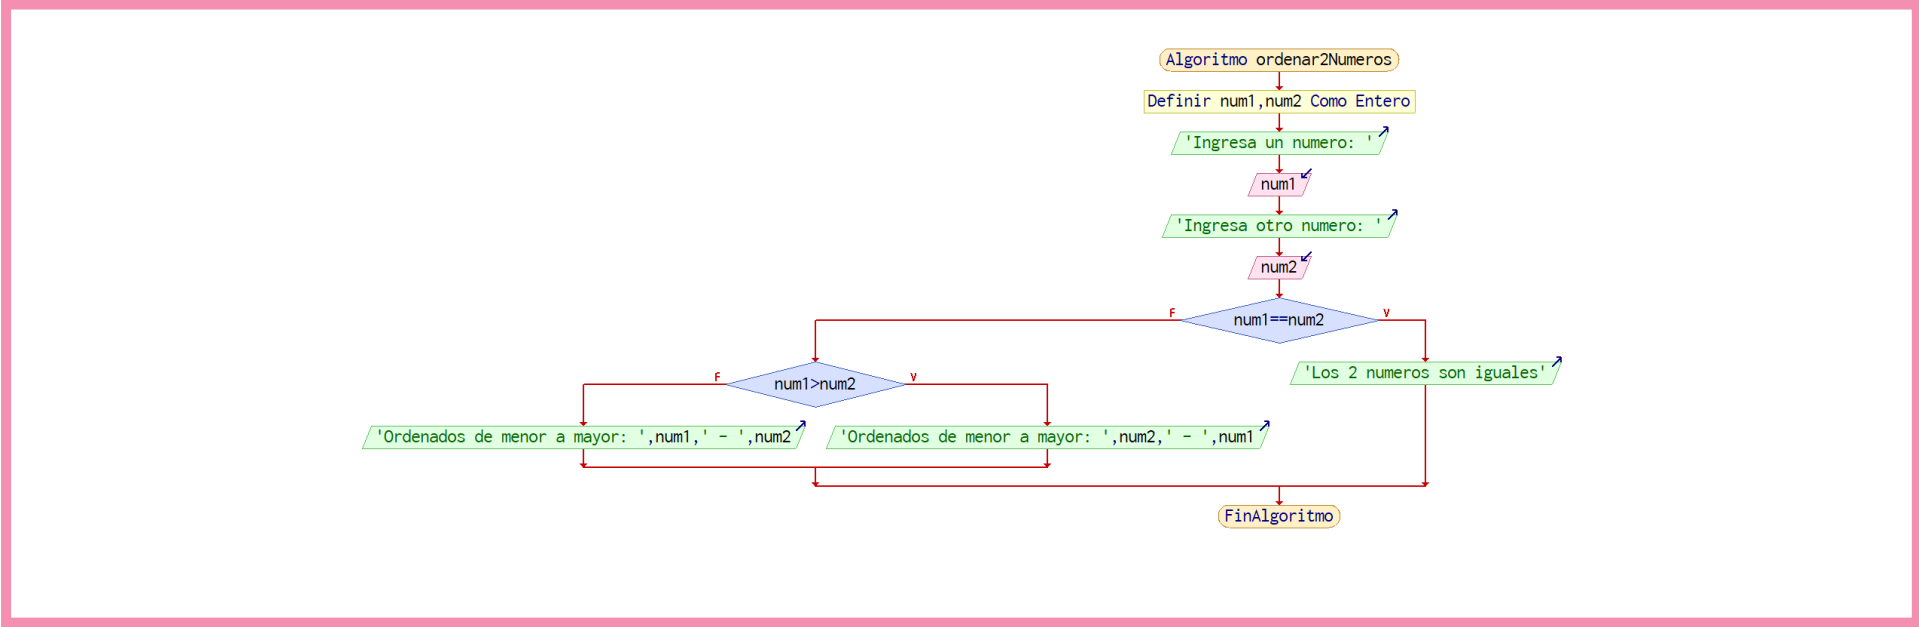 Algoritmo ordenar2Numeros
Definir num1,num2 Como Entero
'Ingresa un numero: '
num1
'Ingresa otro numero: '
num2
F
num1==num2
V
F
num1>num2
V
'Los 2 numeros son iguales'
'Ordenados de menor a mayor: ',num1,' - ',num2
'Ordenados de menor a mayor: ',num2,' - ',num1
FinAlgoritmo